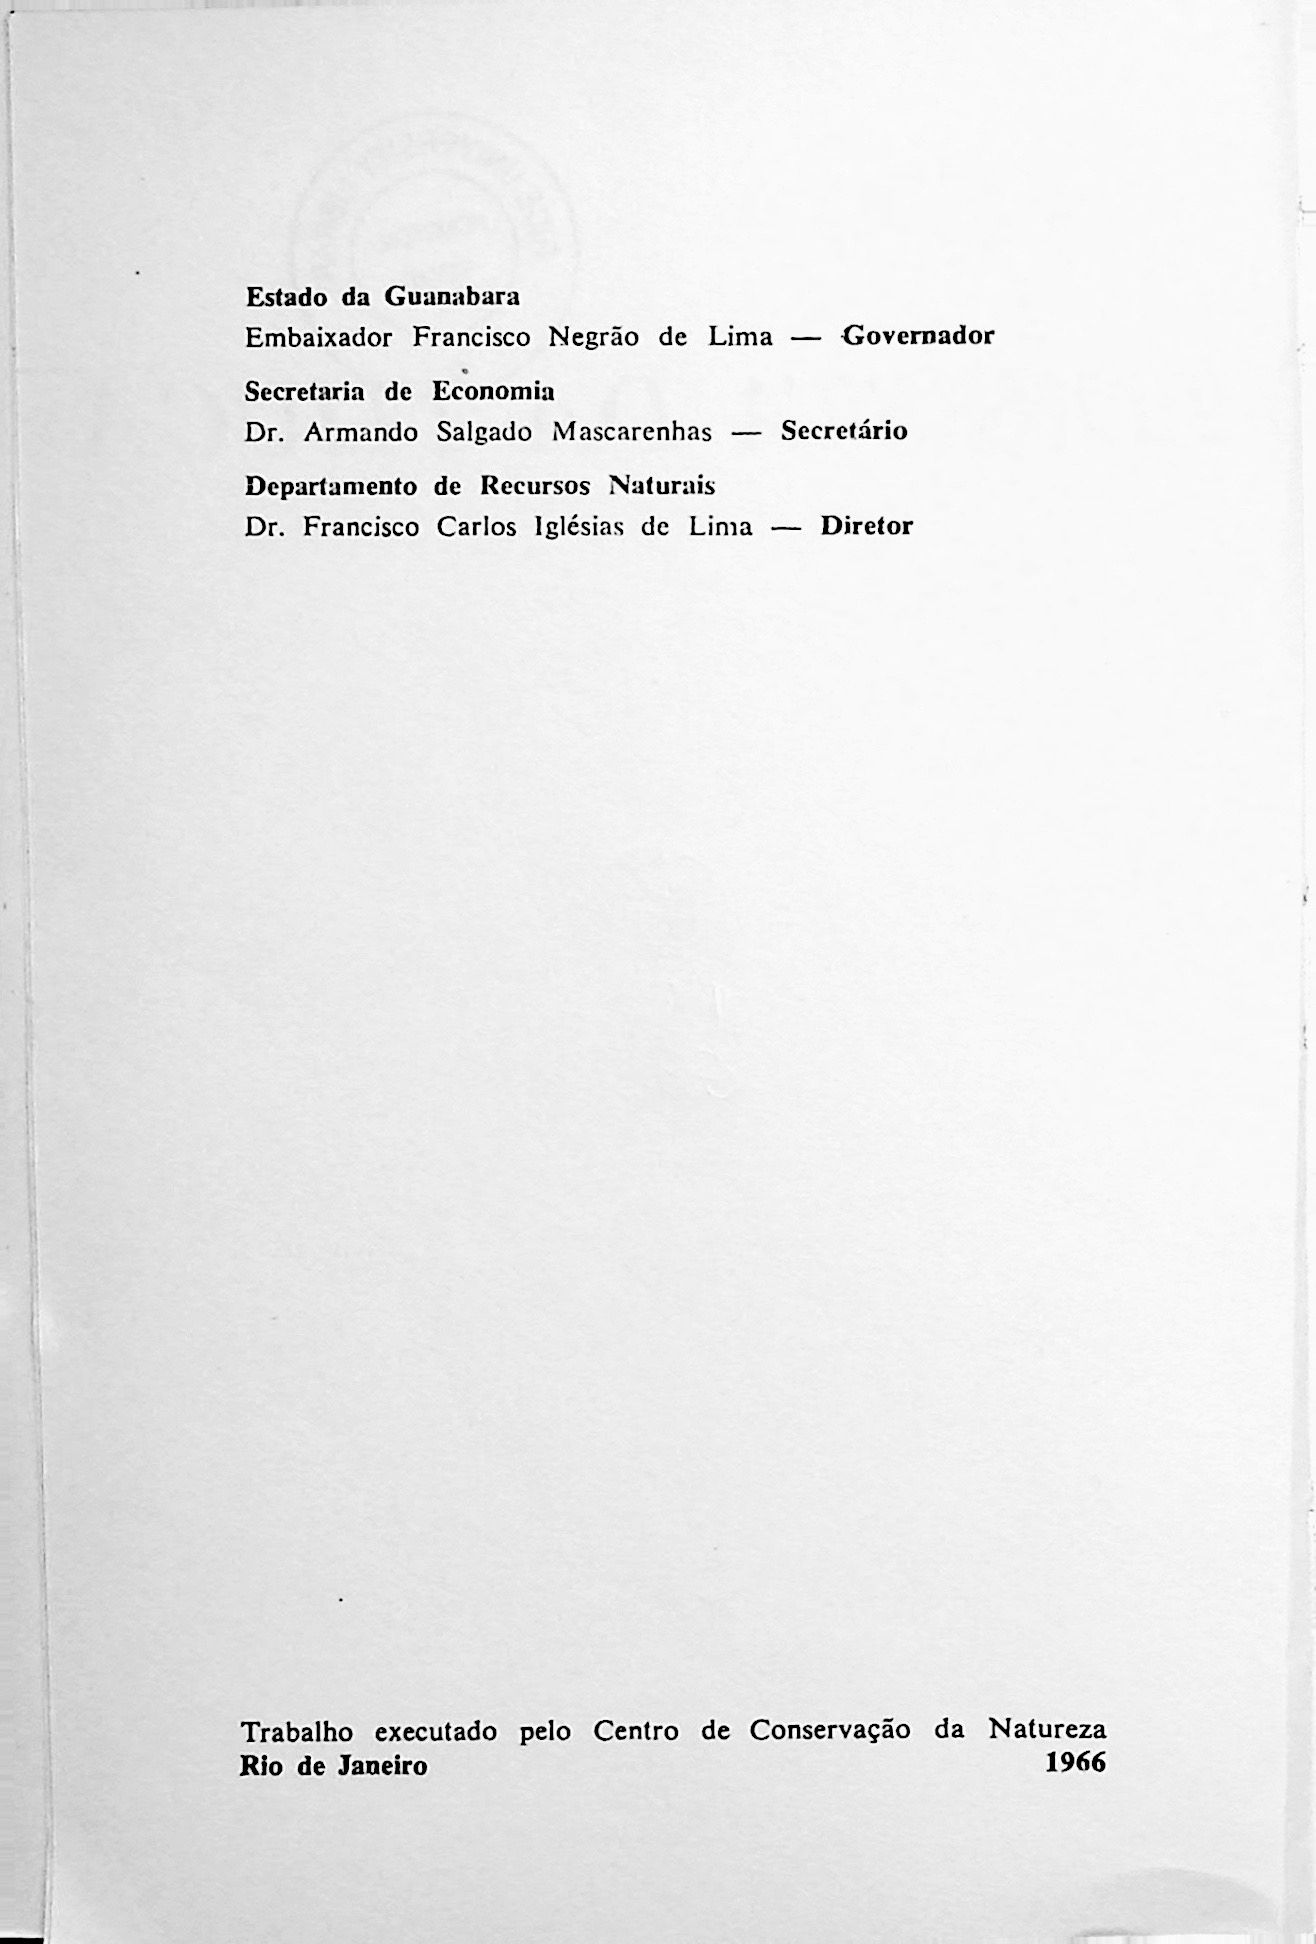 Estado da Guanabara
Embaixador Francisco Negrão de Lima — Governador
Secretaria de Economia
Dr. Armando Salgado Mascarenhas — Secretário
Departamento de Recursos Naturais
Dr. Francisco Carlos Iglésias de Lima — Diretor
Trabalho executado pelo Centro de Conservação da Natureza
Rio de Janeiro 1966